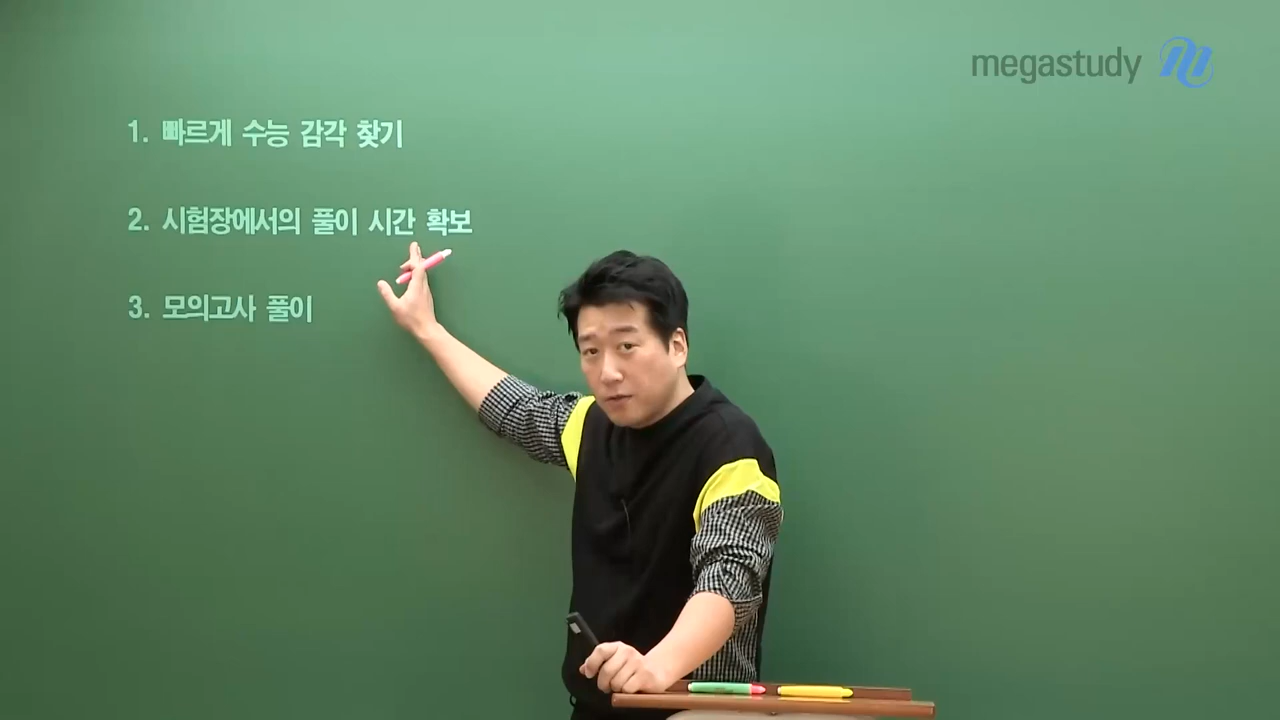 megastudy
1. 빠르게 수능 감각 찾기
2. 시험장에서의 풀이 시간 확보
3. 모의고사 풀이